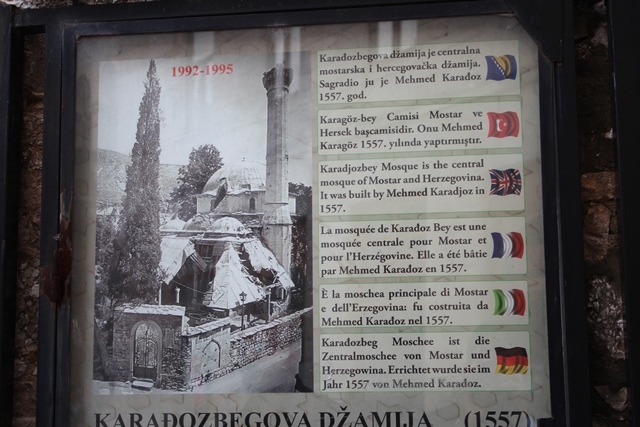 1992-1995
Karađozbegova džamija je centralna
mostarska i hercegovačka džamija.
Sagradio ju je Mehmed Karađoz
1557. god.
Karagöz-bey Camisi Mostar ve
Hersek başcamisidir. Onu Mehmed
Karagöz 1557. yılında yaptırmıştır.
Karadjozbey Mosque is the central
mosque of Mostar and Herzegovina.
It was built by Mehmed Karadjoz in
1557.
La mosquée de Karađoz Bey est une
mosquée centrale pour Mostar et
pour l'Herzégovine. Elle a été bâtie
par Mehmed Karađoz en 1557.
È la moschea principale di Mostar
e dell'Erzegovina: fu costruita da
Mehmed Karađoz nel 1557.
Karađozbeg Moschee ist die
Zentralmoschee von Mostar und
Herzegowina. Errichtet wurde sie im
Jahr 1557 von Mehmed Karađoz.
KARAĐOZBEGOVA DŽAMIJA (1557)